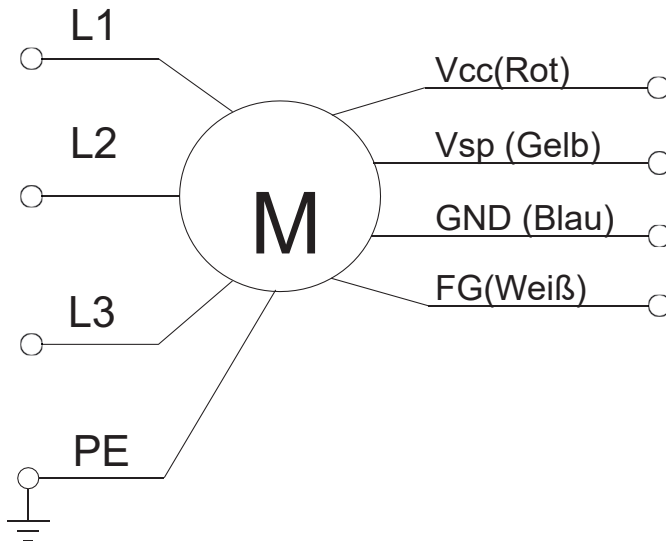 L1
L2
L3
PE
M
Vcc(Rot)
Vsp (Gelb)
GND (Blau)
FG(Weiß)